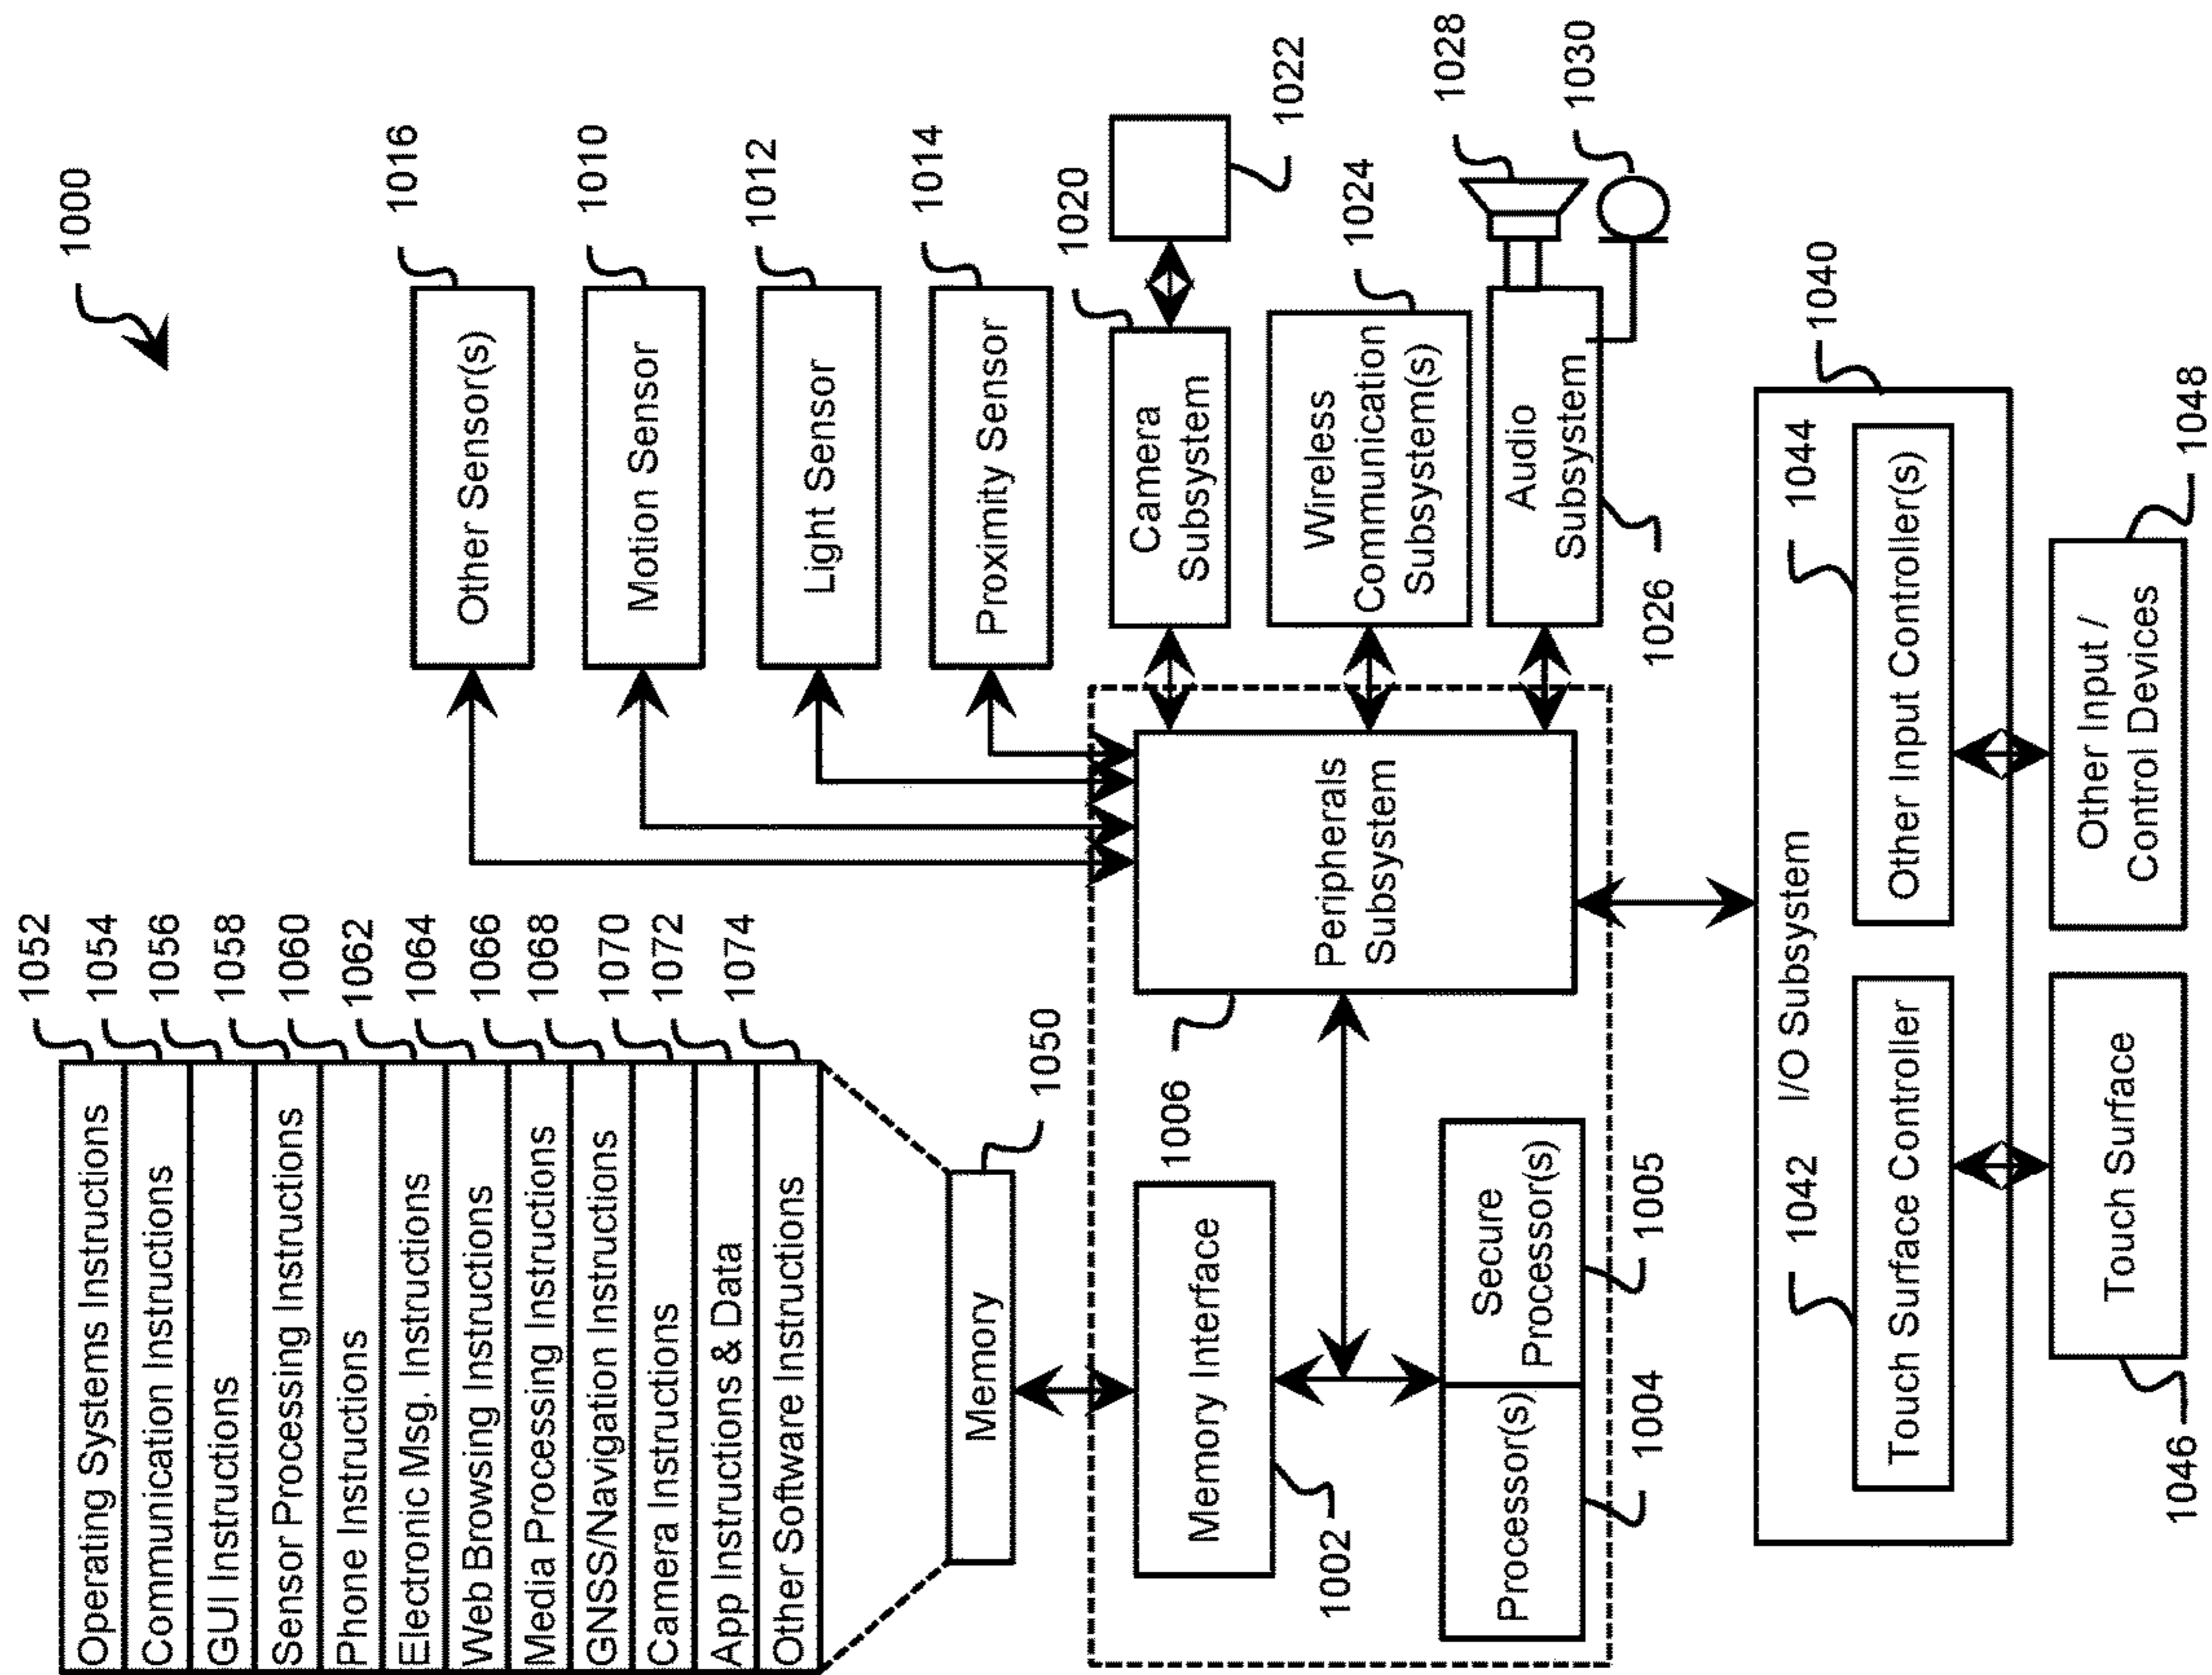 1000
Operating Systems Instructions
1052
Communication Instructions
1054
GUI Instructions
1056
Sensor Processing Instructions
1058
Phone Instructions
1060
Electronic Msg. Instructions
1062
Web Browsing Instructions
1064
Media Processing Instructions
1066
GNSS/Navigation Instructions
1068
Camera Instructions
1070
App Instructions & Data
1072
Other Software Instructions
1074
Memory
1050
Other Sensor(s)
1016
Motion Sensor
1010
Light Sensor
1012
Proximity Sensor
1014
Memory Interface
1002
Processor(s)
1004
Secure
Processor(s)
1005
1006
Peripherals
Subsystem
1020
Camera
Subsystem
1022
Wireless
Communication
Subsystem(s)
1024
Audio
Subsystem
1026
1028
1030
I/O Subsystem
1040
1042
Touch Surface Controller
1044
Other Input Controller(s)
Touch Surface
1046
Other Input /
Control Devices
1048